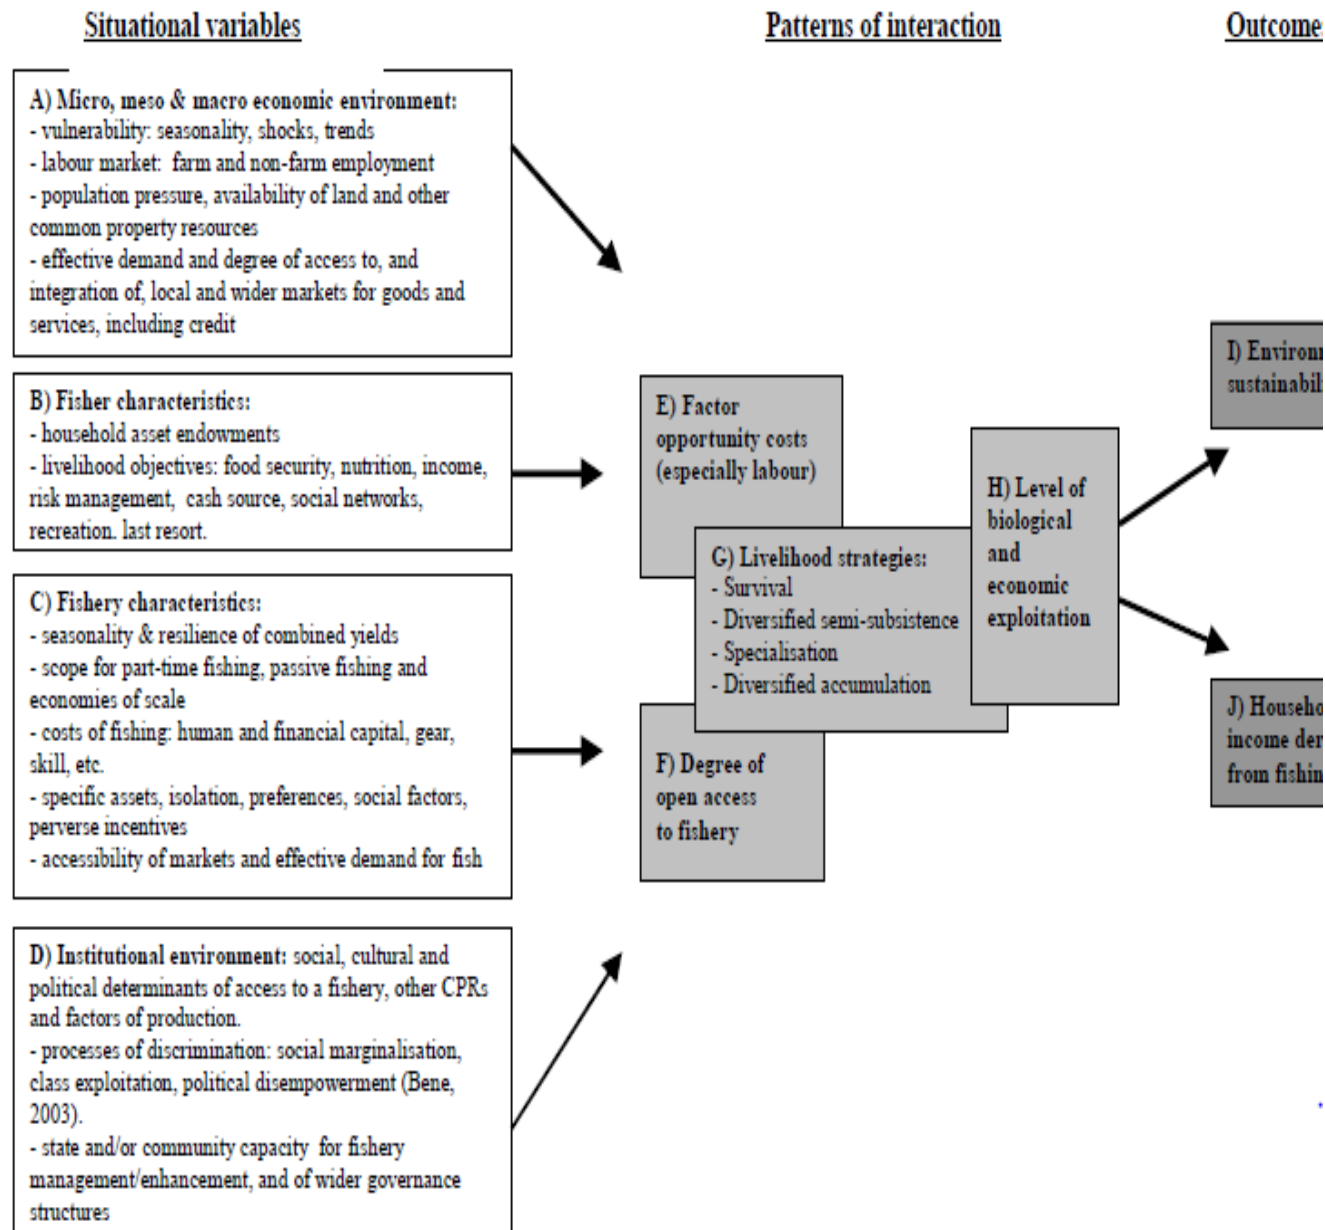 Situational variables
Patterns of interaction
Outcome
A) Micro, meso & macro economic environment:
- vulnerability: seasonality, shocks, trends
- labour market: farm and non-farm employment
- population pressure, availability of land and other
common property resources
- effective demand and degree of access to, and
integration of, local and wider markets for goods and
services, including credit
B) Fisher characteristics:
- household asset endowments
- livelihood objectives: food security, nutrition, income,
risk management, cash source, social networks,
recreation. last resort.
C) Fishery characteristics:
- seasonality & resilience of combined yields
- scope for part-time fishing, passive fishing and
economies of scale
- costs of fishing: human and financial capital, gear,
skill, etc.
- specific assets, isolation, preferences, social factors,
perverse incentives
- accessibility of markets and effective demand for fish
D) Institutional environment: social, cultural and
political determinants of access to a fishery, other CPRs
and factors of production.
- processes of discrimination: social marginalisation,
class exploitation, political disempowerment (Bene,
2003).
- state and/or community capacity for fishery
management/enhancement, and of wider governance
structures
E) Factor
opportunity costs
(especially labour)
G) Livelihood strategies:
- Survival
- Diversified semi-subsistence
- Specialisation
- Diversified accumulation
F) Degree of
open access
to fishery
H) Level of
biological
and
economic
exploitation
I) Environ
sustainabil
J) Househo
income der
from fishin